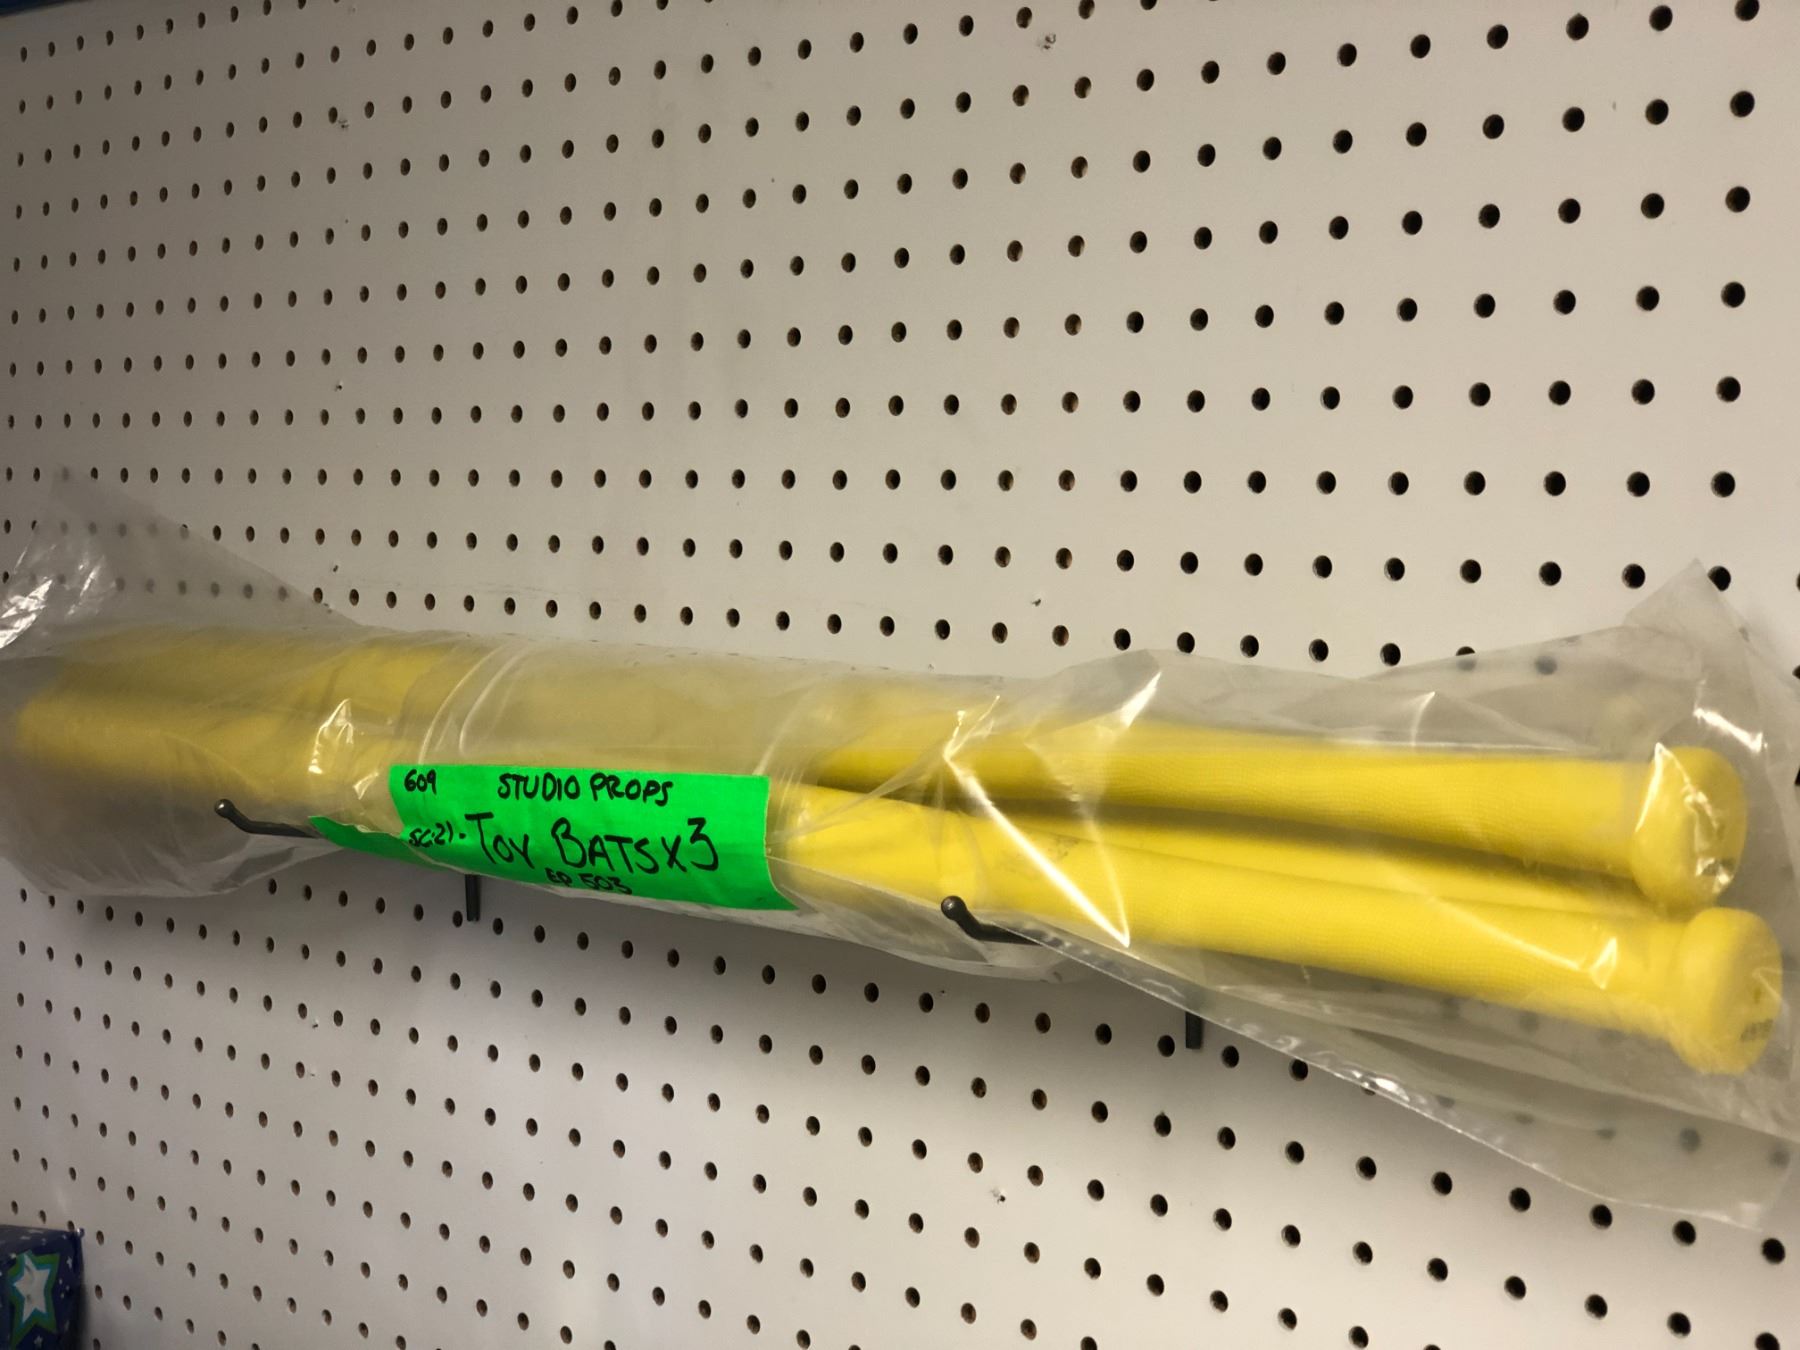 609 STUDIO PROPS
SC.21- TOY BATS x3
EP 503